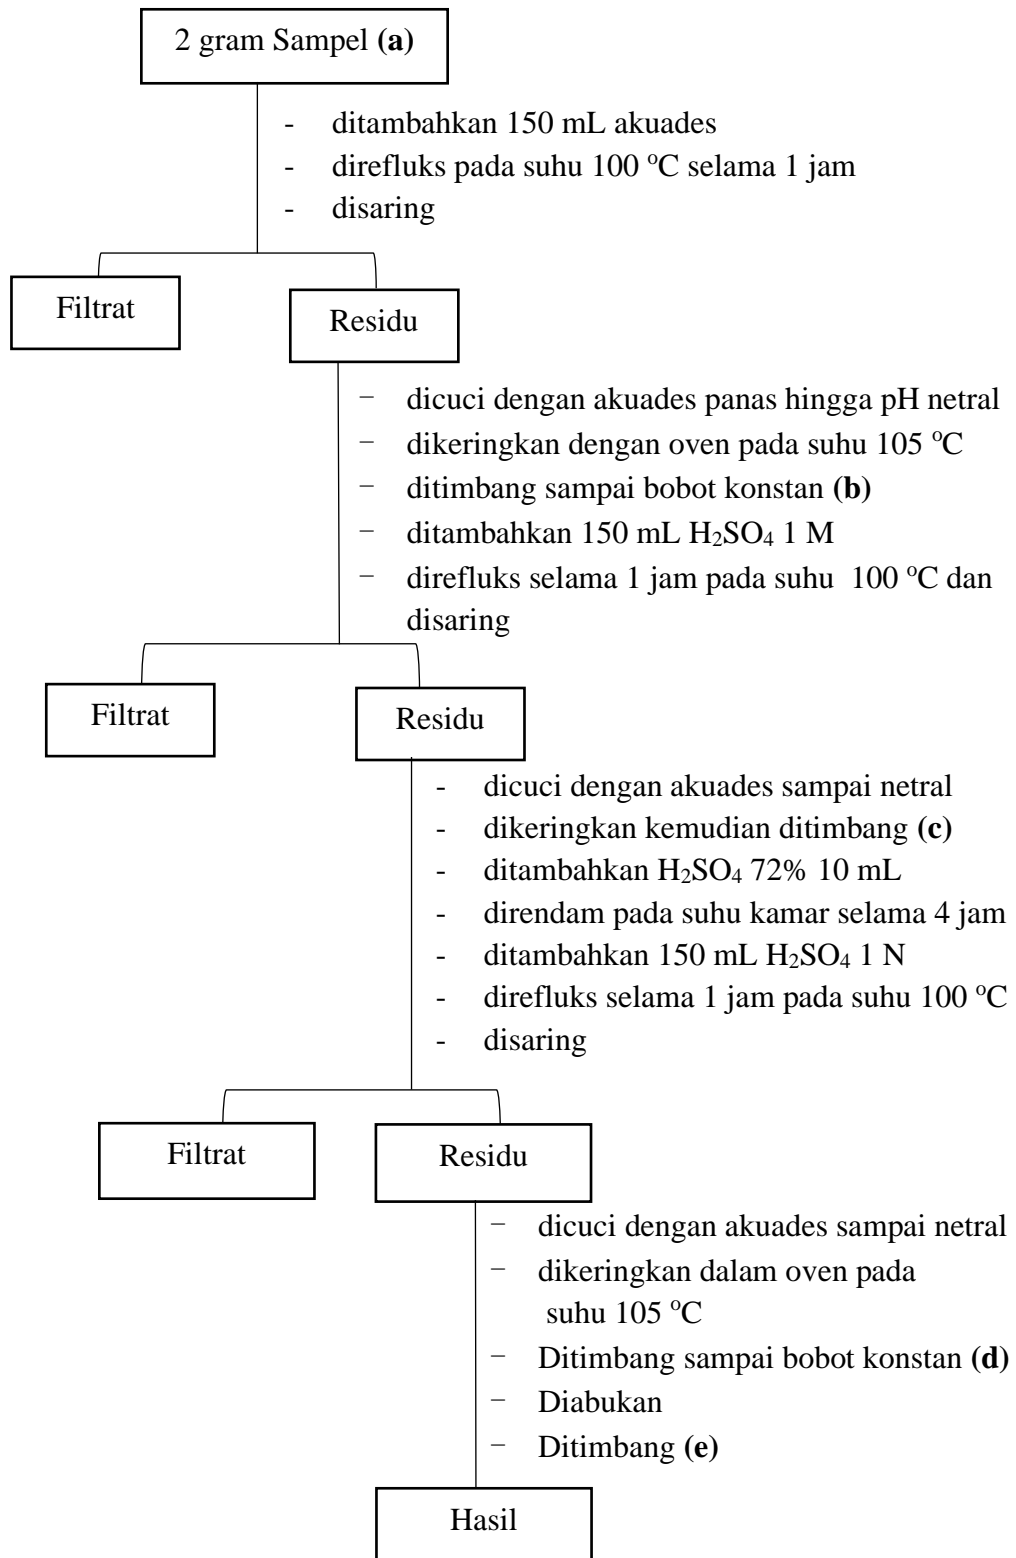 2 gram Sampel (a)
- ditambahkan 150 mL akuades
- direfluks pada suhu 100 °C selama 1 jam
- disaring
Filtrat
Residu
− dicuci dengan akuades panas hingga pH netral
− dikeringkan dengan oven pada suhu 105 °C
− ditimbang sampai bobot konstan (b)
− ditambahkan 150 mL H₂SO₄ 1 M
− direfluks selama 1 jam pada suhu 100 °C dan
disaring
Filtrat
Residu
- dicuci dengan akuades sampai netral
- dikeringkan kemudian ditimbang (c)
- ditambahkan H₂SO₄ 72% 10 mL
- direndam pada suhu kamar selama 4 jam
- ditambahkan 150 mL H₂SO₄ 1 N
- direfluks selama 1 jam pada suhu 100 °C
- disaring
Filtrat
Residu
− dicuci dengan akuades sampai netral
− dikeringkan dalam oven pada
suhu 105 °C
− Ditimbang sampai bobot konstan (d)
− Diabukan
− Ditimbang (e)
Hasil